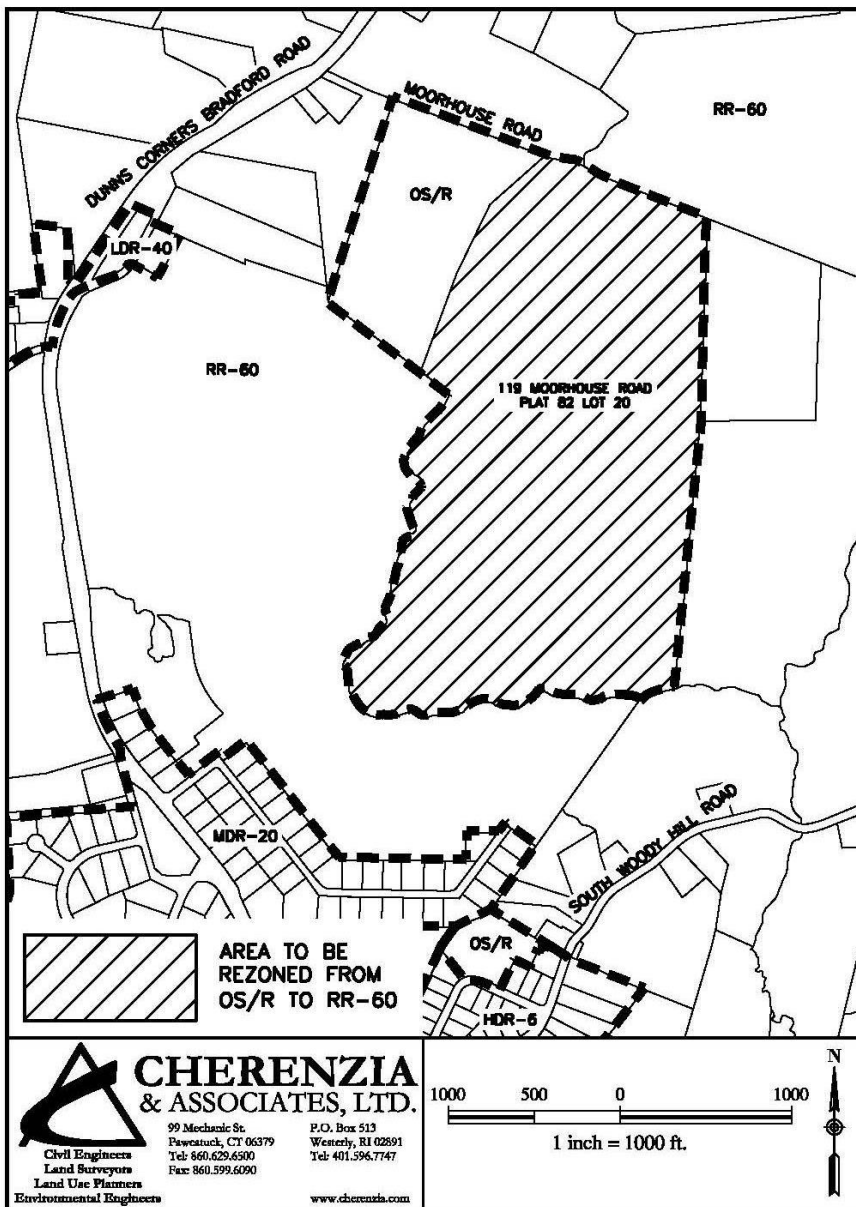 DUNNS CORNERS BRADFORD ROAD
MOORHOUSE ROAD
RR-60
OS/R
LDR-40
RR-60
119 MOORHOUSE ROAD
PLAT 82 LOT 20
MDR-20
SOUTH WOODY HILL ROAD
OS/R
HDR-6
AREA TO BE
REZONED FROM
OS/R TO RR-60
CHERENZIA
& ASSOCIATES, LTD.
Civil Engineers
Land Surveyors
Land Use Planners
Environmental Engineers
99 Mechanic St.
Pawcatuck, CT 06379
Tel: 860.629.6500
Fax: 860.599.6090
P.O. Box 513
Westerly, RI 02891
Tel: 401.596.7747
www.cherenzia.com
1000 500 0 1000
1 inch = 1000 ft.
N